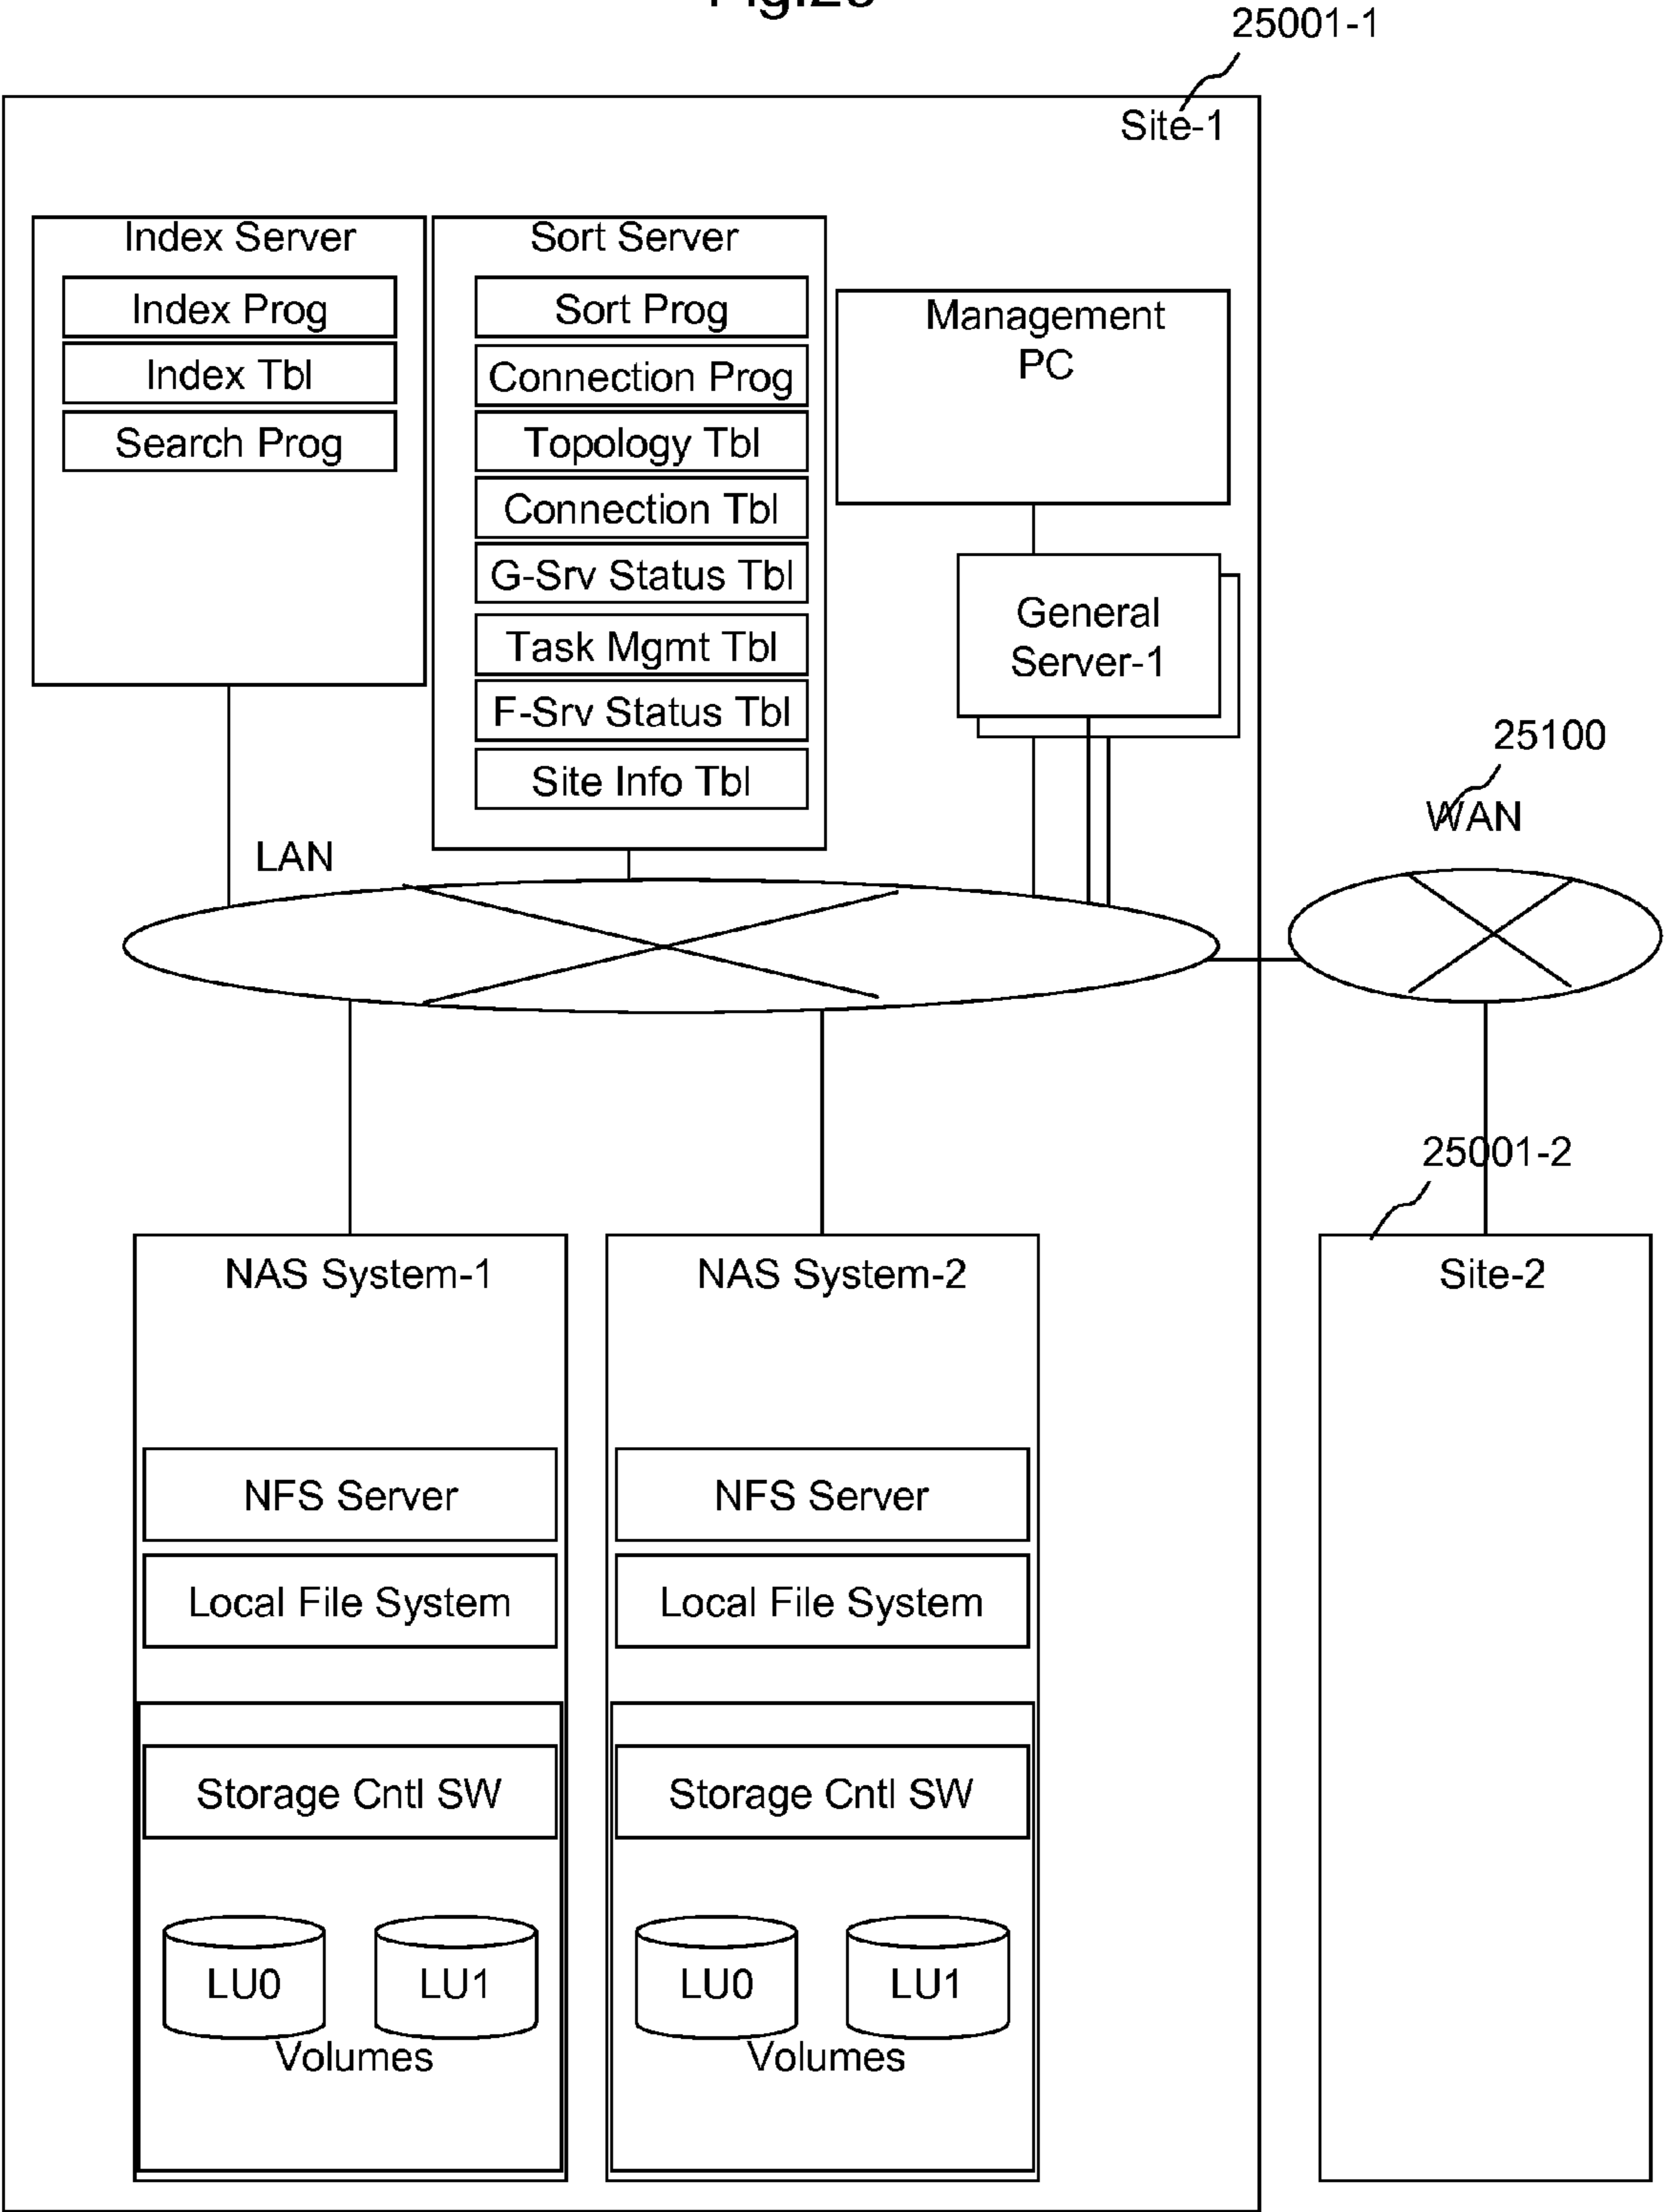 25001-1
Site-1
Index Server
Index Prog
Index Tbl
Search Prog
Sort Server
Sort Prog
Connection Prog
Topology Tbl
Connection Tbl
G-Srv Status Tbl
Task Mgmt Tbl
F-Srv Status Tbl
Site Info Tbl
Management
PC
General
Server-1
25100
WAN
LAN
25001-2
NAS System-1
NFS Server
Local File System
Storage Cntl SW
LU0
LU1
Volumes
NAS System-2
NFS Server
Local File System
Storage Cntl SW
LU0
LU1
Volumes
Site-2